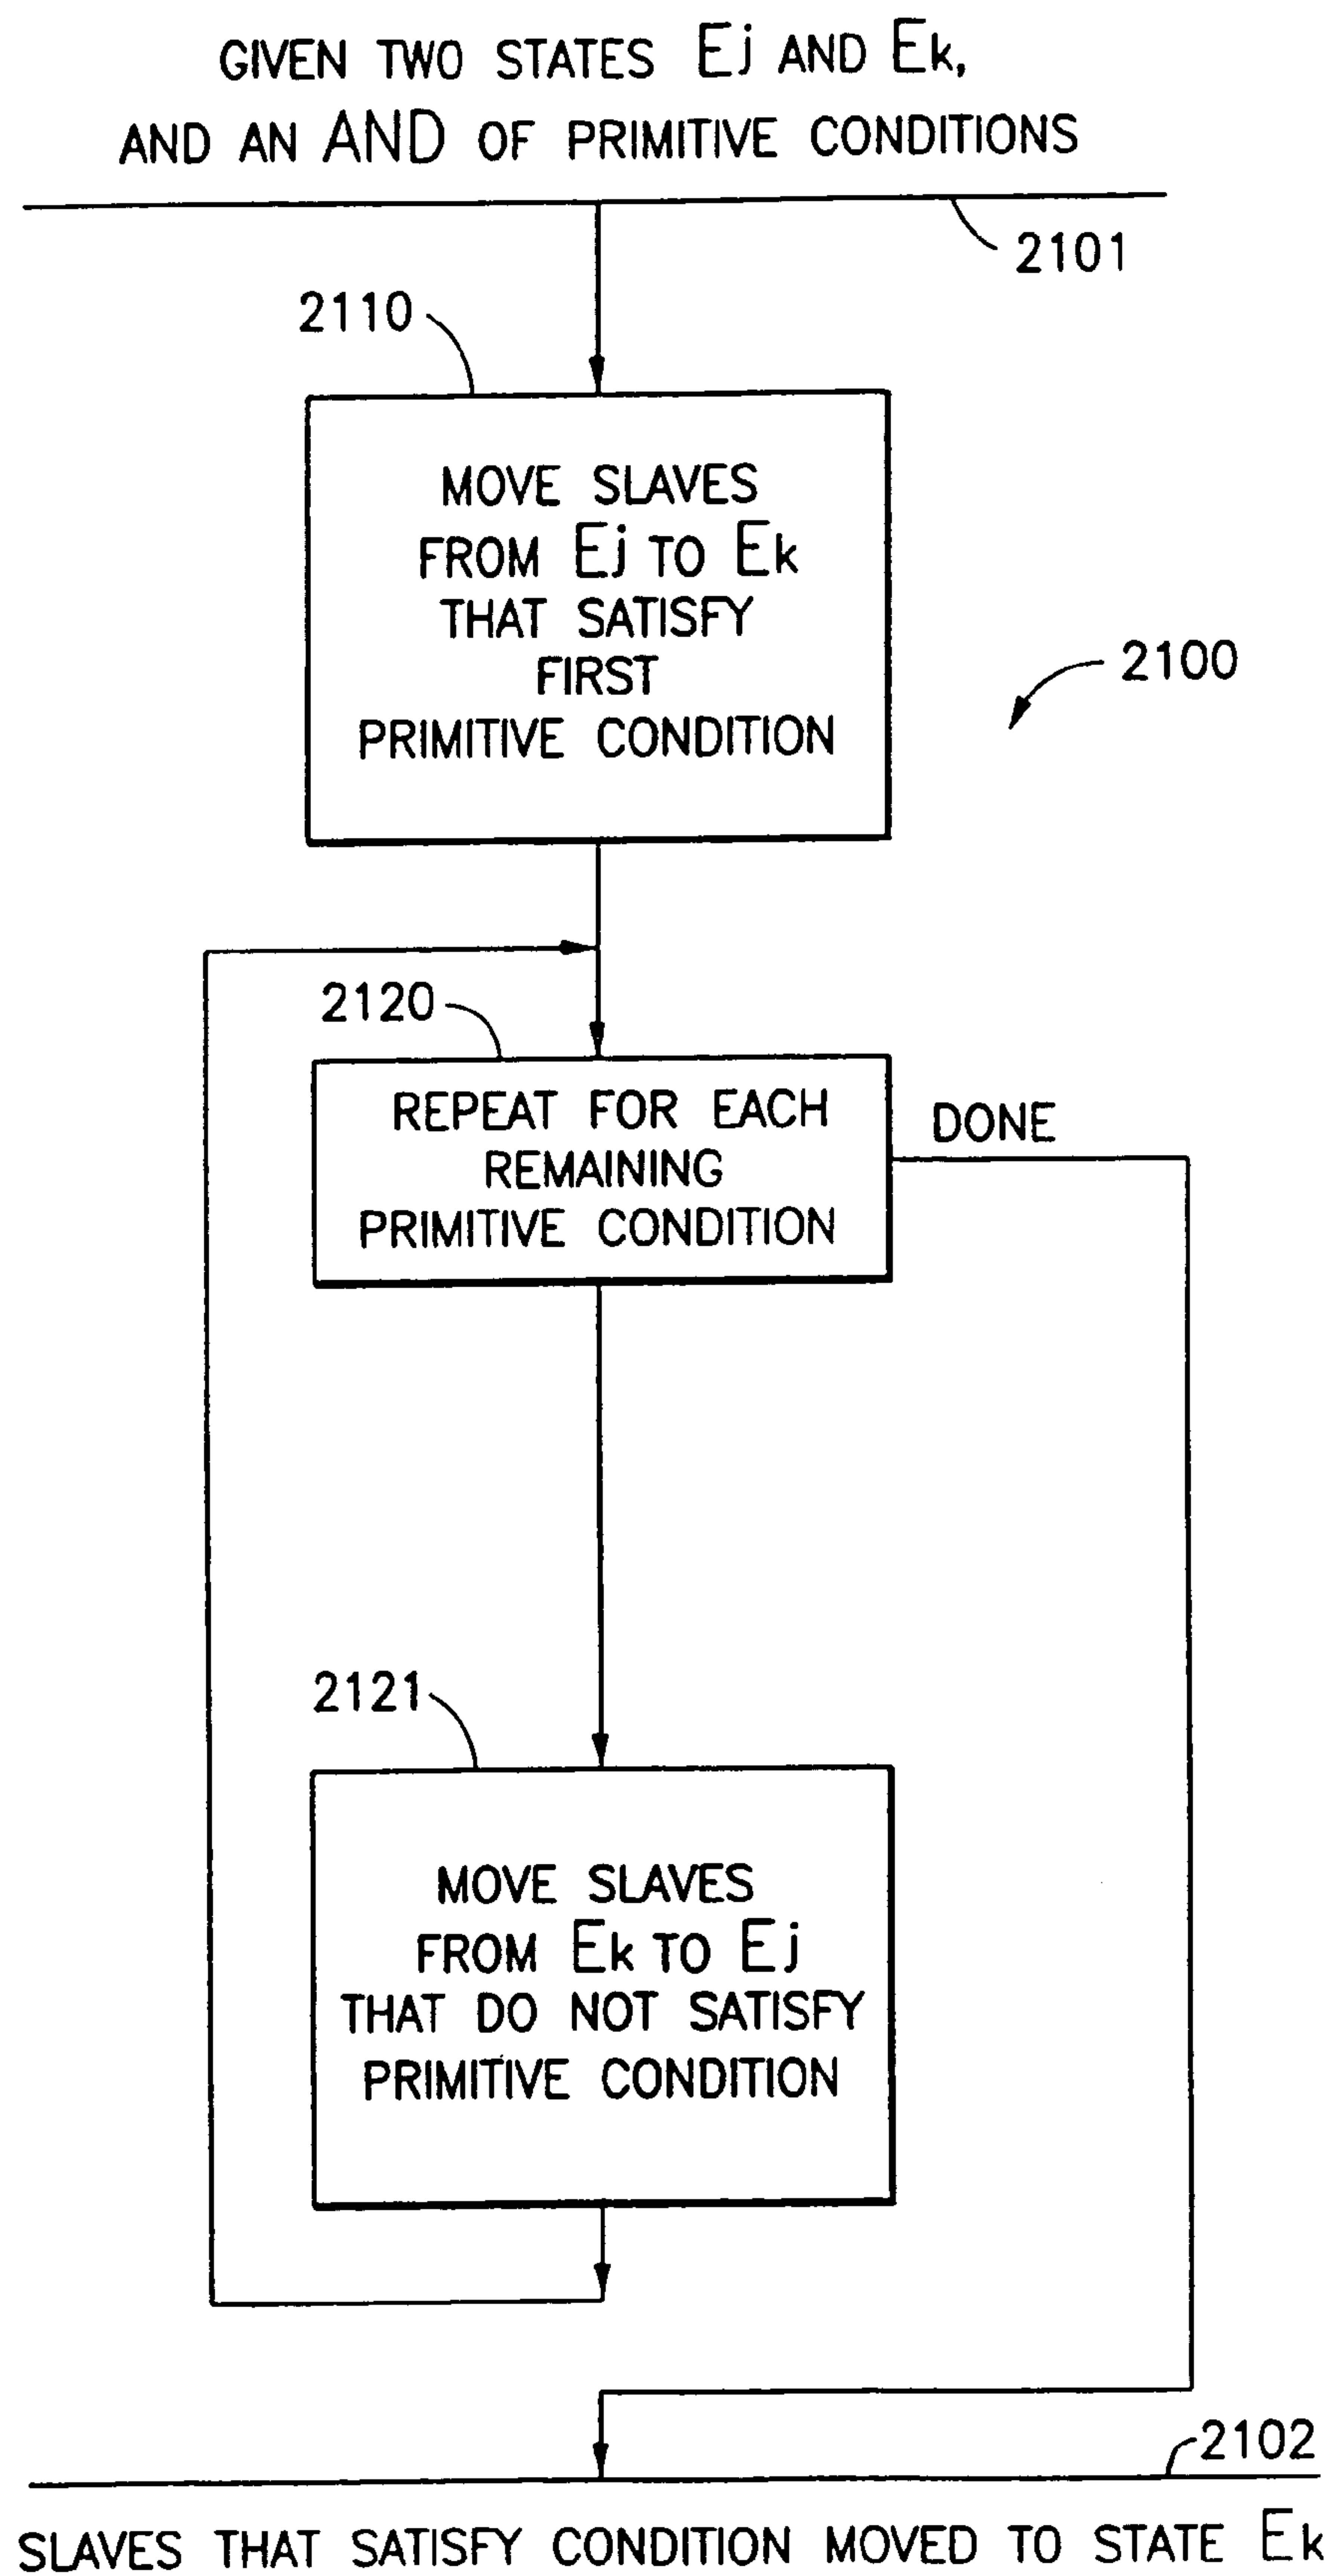 GIVEN TWO STATES Ej AND Ek,
AND AN AND OF PRIMITIVE CONDITIONS
2101
2110
MOVE SLAVES
FROM Ej TO Ek
THAT SATISFY
FIRST
PRIMITIVE CONDITION
2100
2120
REPEAT FOR EACH
REMAINING
PRIMITIVE CONDITION
DONE
2121
MOVE SLAVES
FROM Ek TO Ej
THAT DO NOT SATISFY
PRIMITIVE CONDITION
2102
SLAVES THAT SATISFY CONDITION MOVED TO STATE Ek